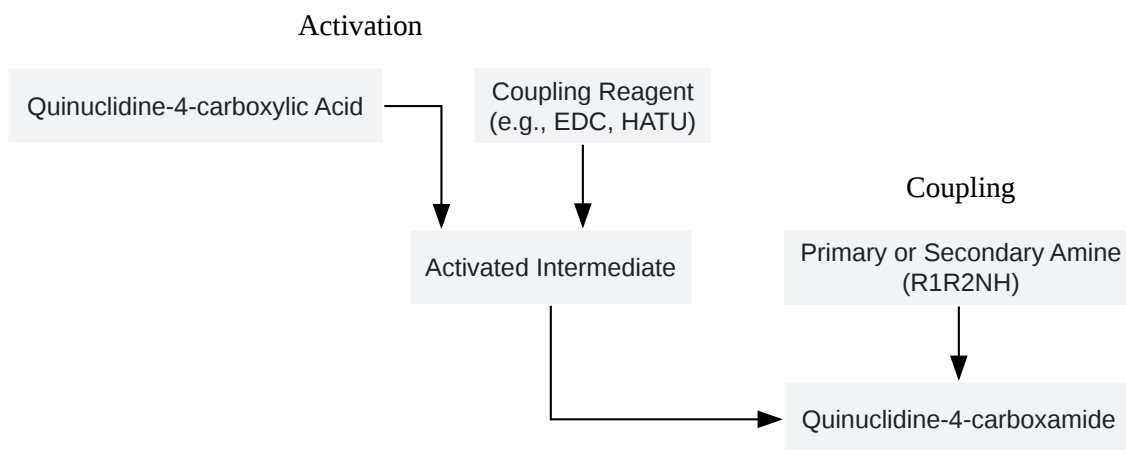 Activation
Quinuclidine-4-carboxylic Acid
Coupling Reagent
(e.g., EDC, HATU)
Activated Intermediate
Coupling
Primary or Secondary Amine
(R1R2NH)
Quinuclidine-4-carboxamide